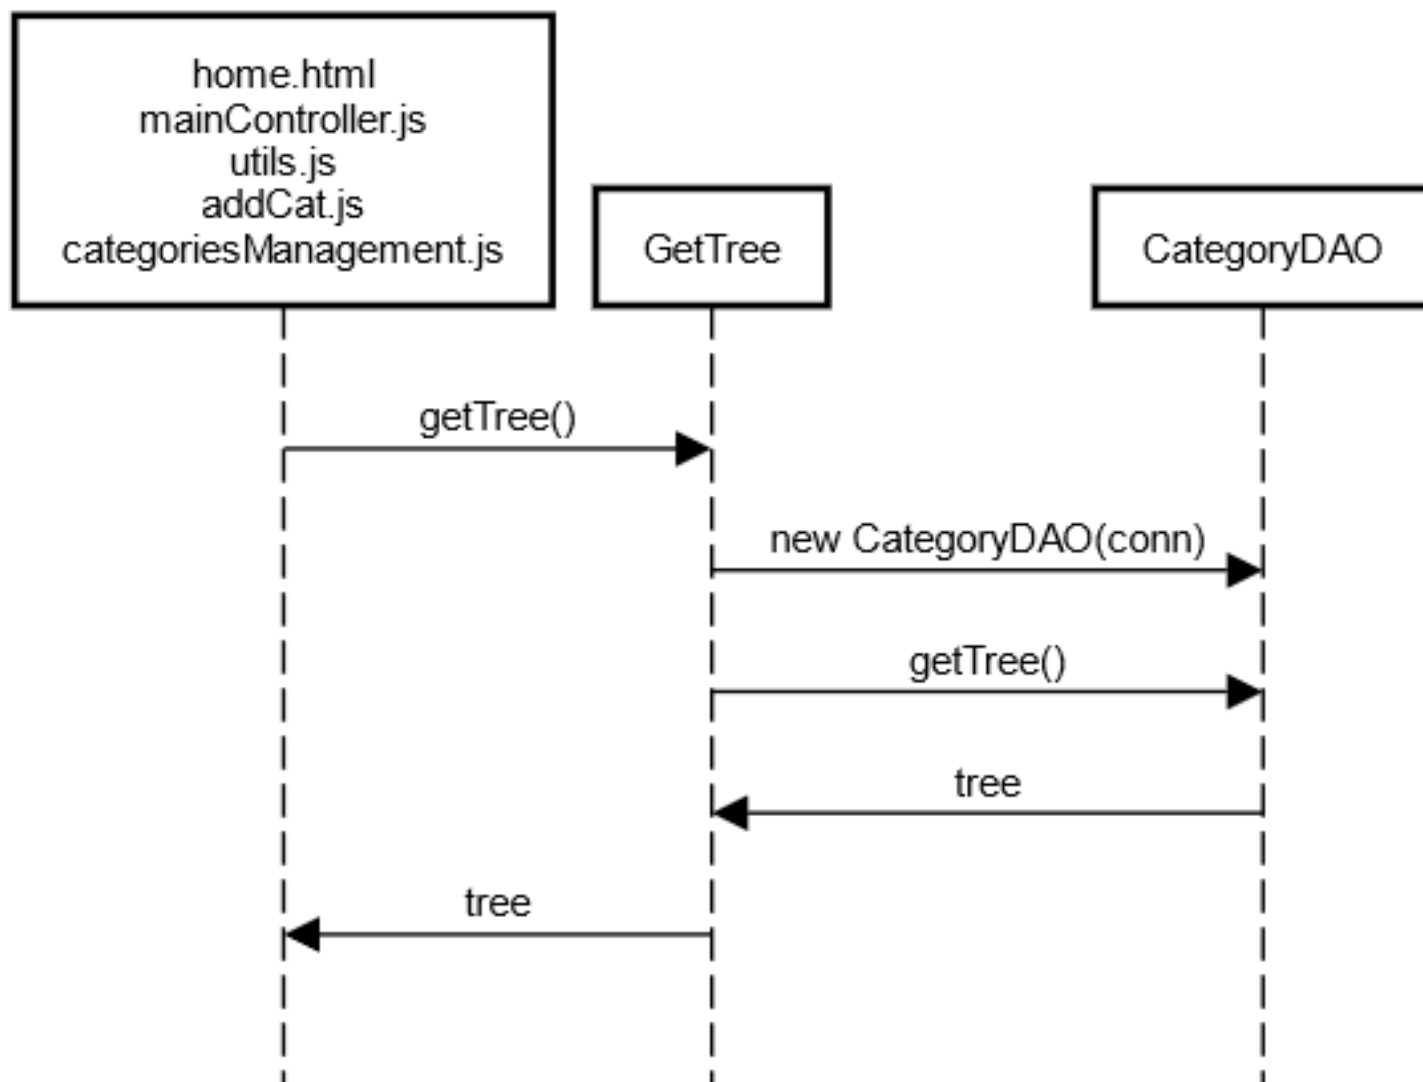 home.html
mainController.js
utils.js
addCat.js
categoriesManagement.js
GetTree
CategoryDAO
getTree()
new CategoryDAO(conn)
getTree()
tree
tree